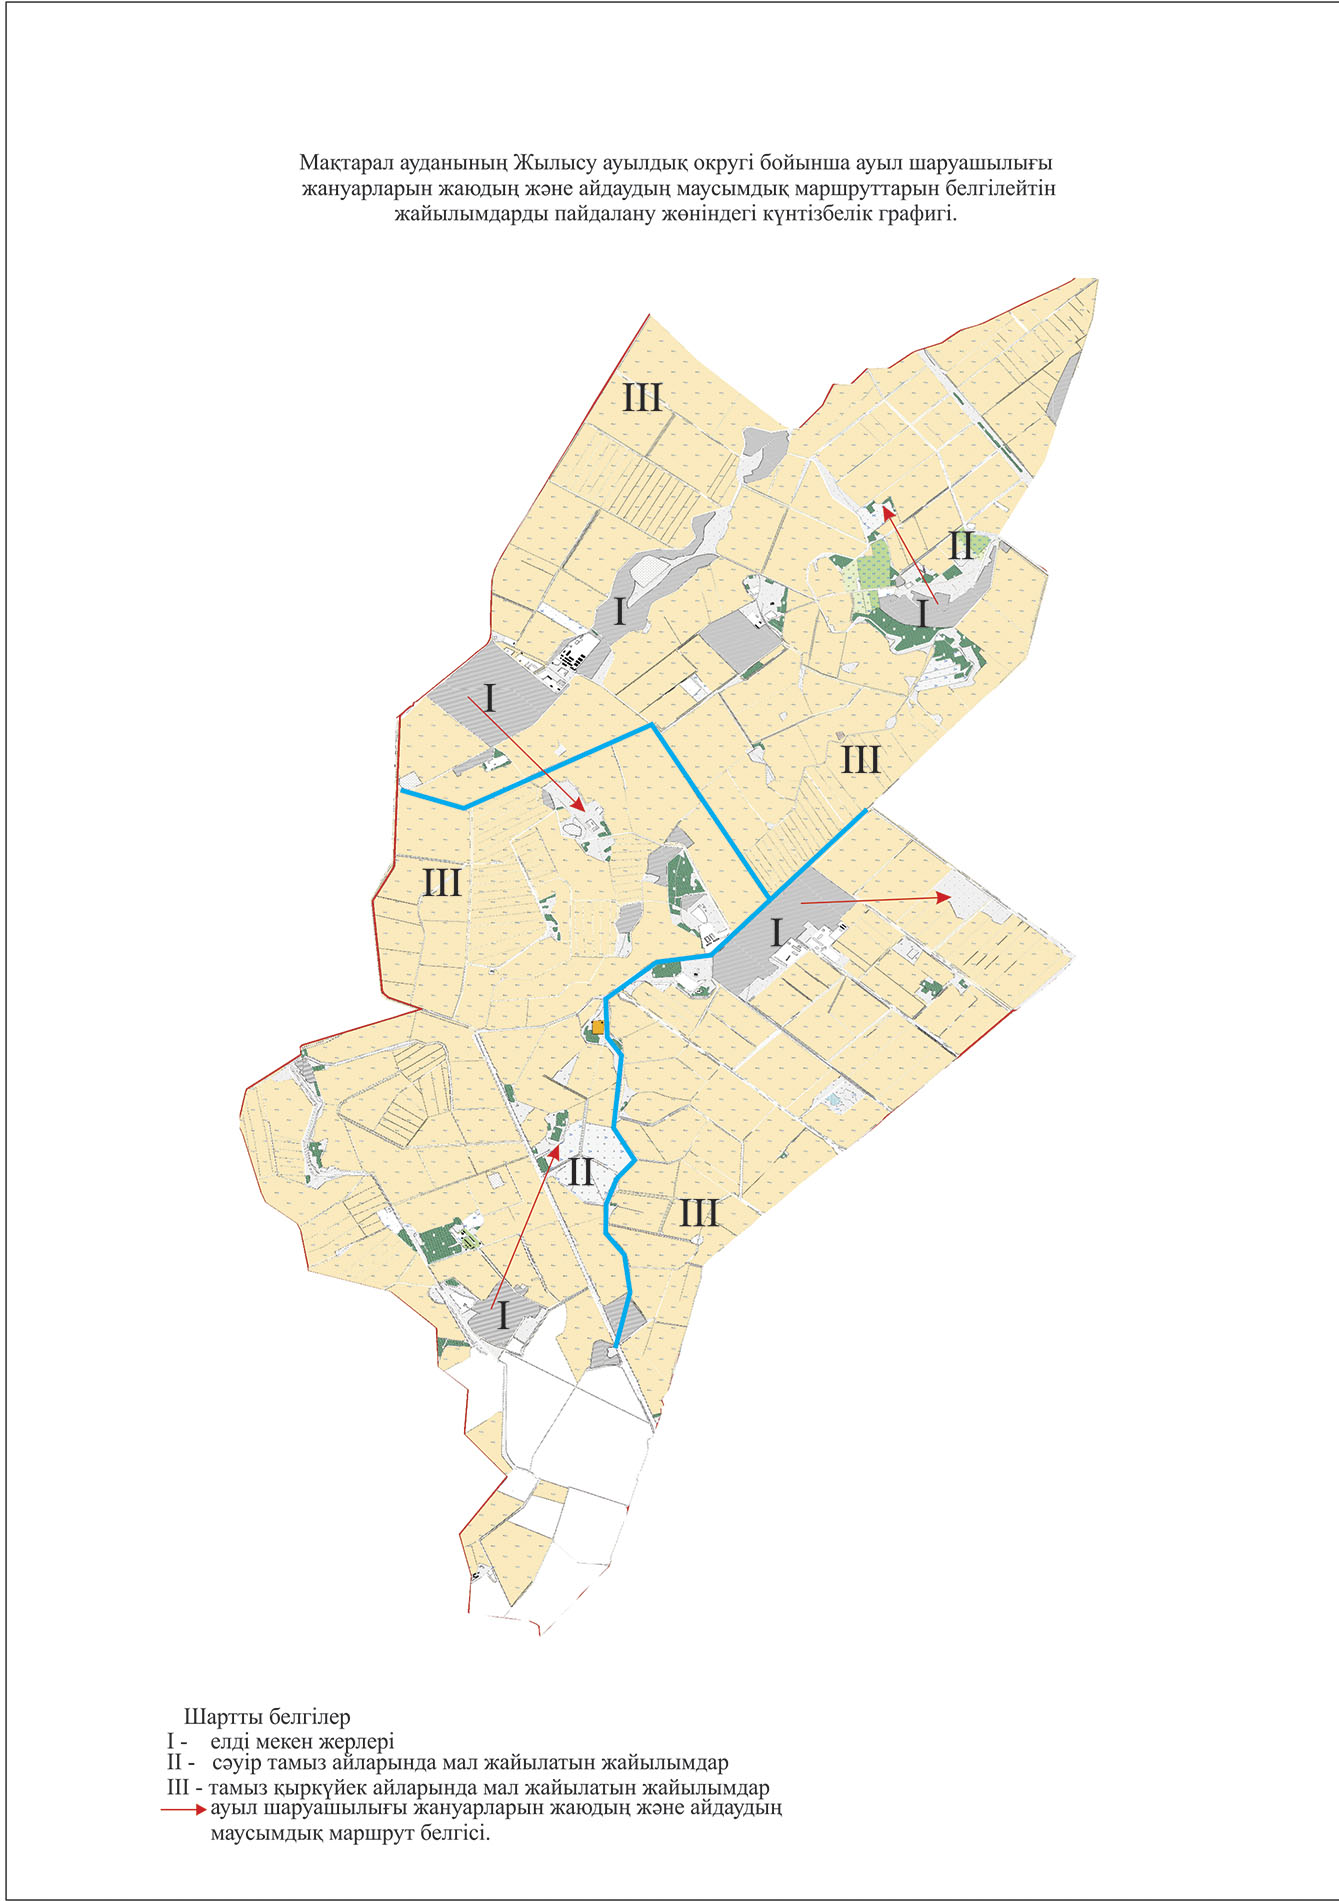 Мақтарал ауданының Жылысу ауылдық округі бойынша ауыл шаруашылығы
жануарларын жаюдың және айдаудың маусымдық маршруттарын белгілейтін
жайылымдарды пайдалану жөніндегі күнтізбелік графигі.
III
II
I
I
I
III
III
I
II
III
I
Шартты белгілер
I - елді мекен жерлері
II - сәуір тамыз айларында мал жайылатын жайылымдар
III - тамыз қыркүйек айларында мал жайылатын жайылымдар
ауыл шаруашылығы жануарларын жаюдың және айдаудың
маусымдық маршрут белгісі.